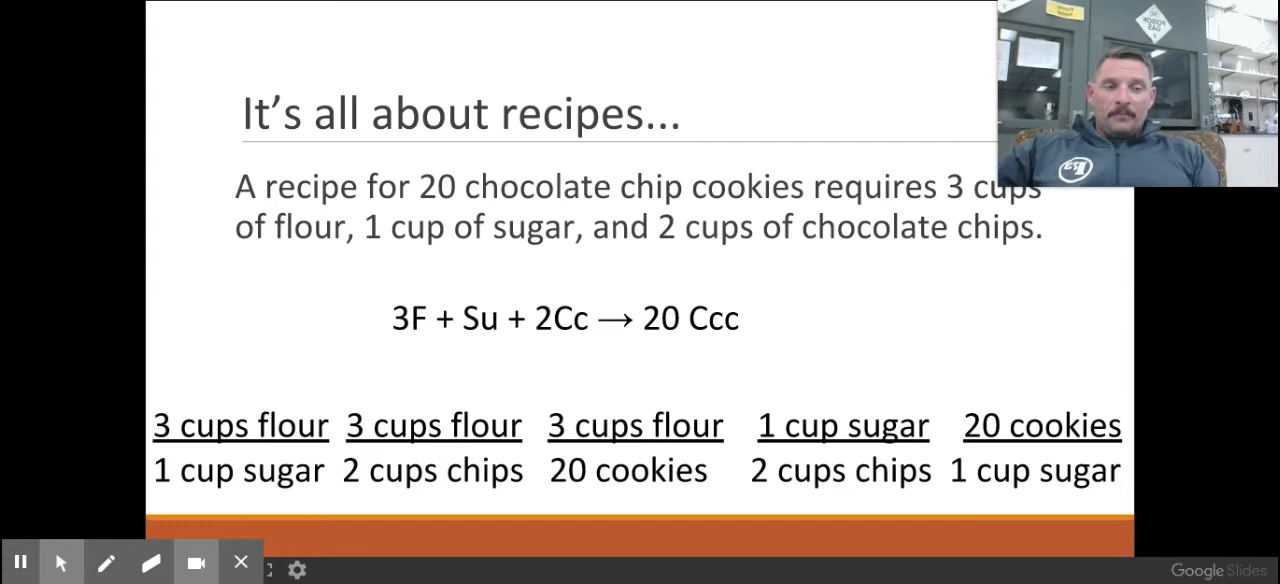 It's all about recipes...
A recipe for 20 chocolate chip cookies requires 3 cups
of flour, 1 cup of sugar, and 2 cups of chocolate chips.
3F + Su + 2Cc → 20 Ccc
3 cups flour 3 cups flour 3 cups flour 1 cup sugar 20 cookies
1 cup sugar 2 cups chips 20 cookies 2 cups chips 1 cup sugar
POISON
GAS
Google Slides